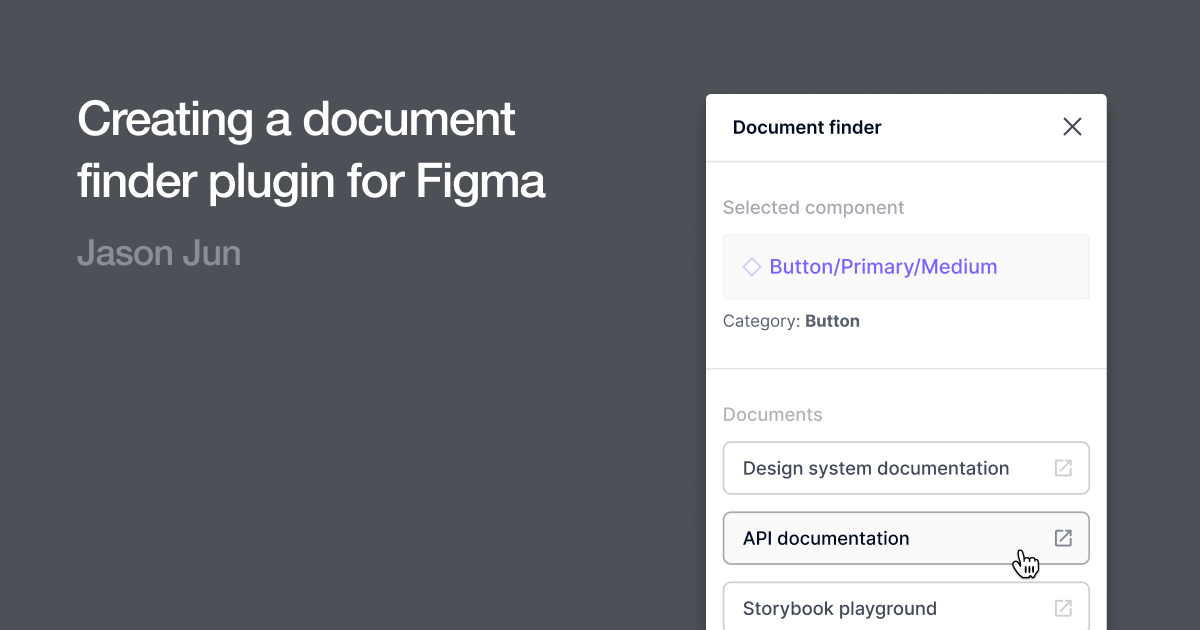 Creating a document
finder plugin for Figma
Jason Jun
Document finder
Selected component
Button/Primary/Medium
Category: Button
Documents
Design system documentation
API documentation
Storybook playground